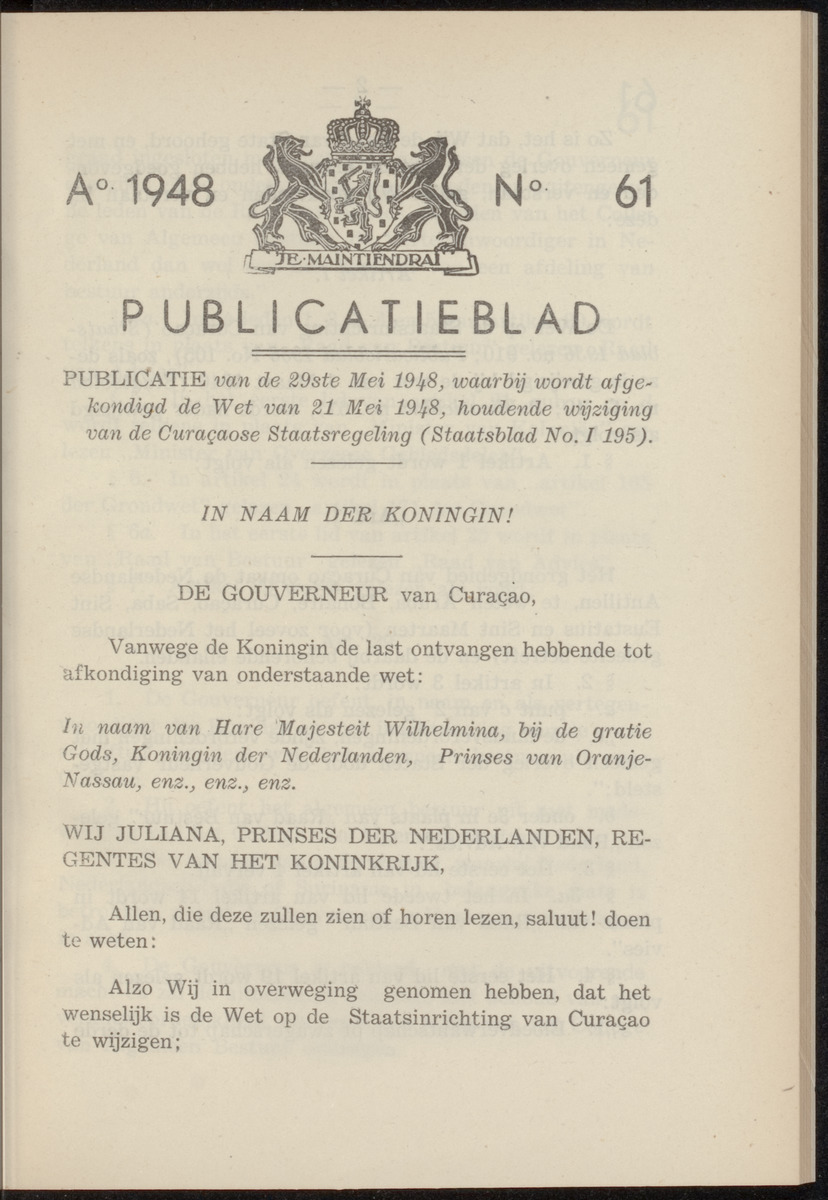 Aº. 1948
Nº. 61
JE·MAINTIENDRAI
PUBLICATIEBLAD
PUBLICATIE van de 29ste Mei 1948, waarbij wordt afge-
kondigd de Wet van 21 Mei 1948, houdende wijziging
van de Curaçaose Staatsregeling (Staatsblad No. I 195).
IN NAAM DER KONINGIN!
DE GOUVERNEUR van Curaçao,
Vanwege de Koningin de last ontvangen hebbende tot
afkondiging van onderstaande wet:
In naam van Hare Majesteit Wilhelmina, bij de gratie
Gods, Koningin der Nederlanden, Prinses van Oranje-
Nassau, enz., enz., enz.
WIJ JULIANA, PRINSES DER NEDERLANDEN, RE-
GENTES VAN HET KONINKRIJK,
Allen, die deze zullen zien of horen lezen, saluut! doen
te weten:
Alzo Wij in overweging genomen hebben, dat het
wenselijk is de Wet op de Staatsinrichting van Curaçao
te wijzigen;